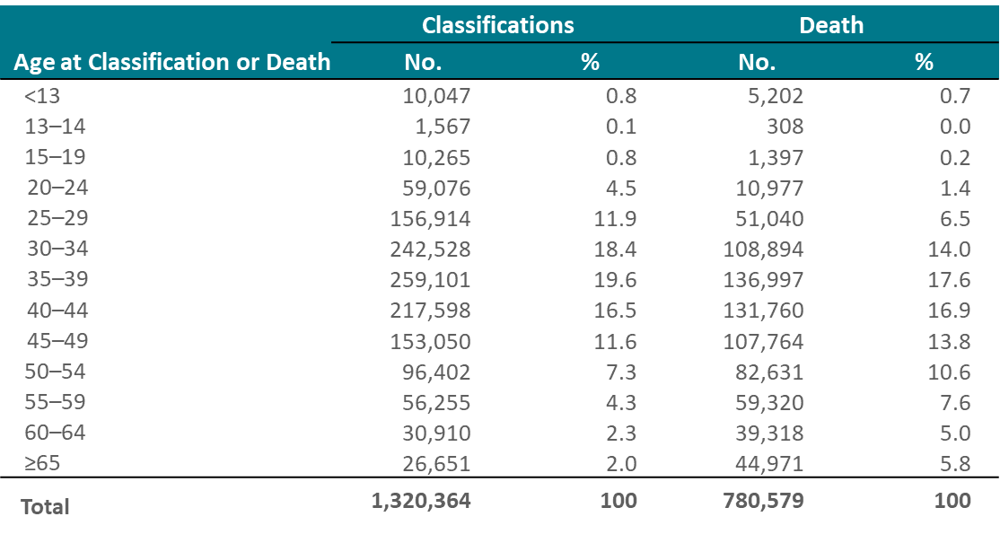 Classifications Death
Age at Classification or Death No. % No. %
<13 10,047 0.8 5,202 0.7
13–14 1,567 0.1 308 0.0
15–19 10,265 0.8 1,397 0.2
20–24 59,076 4.5 10,977 1.4
25–29 156,914 11.9 51,040 6.5
30–34 242,528 18.4 108,894 14.0
35–39 259,101 19.6 136,997 17.6
40–44 217,598 16.5 131,760 16.9
45–49 153,050 11.6 107,764 13.8
50–54 96,402 7.3 82,631 10.6
55–59 56,255 4.3 59,320 7.6
60–64 30,910 2.3 39,318 5.0
≥65 26,651 2.0 44,971 5.8
Total 1,320,364 100 780,579 100